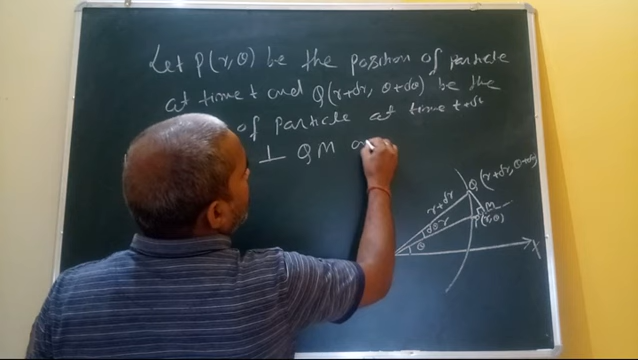 Let P(r,θ) be the position of particle
at time t and Q(r+dr, θ+dθ) be the
of particle at time t+dt
⊥ QM o
Q(r+dr, θ+dθ)
r+dr
M
dθ r
P(r,θ)
θ
X